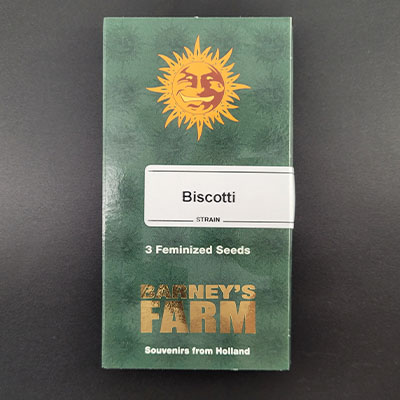 Biscotti
STRAIN
3 Feminized Seeds
BARNEY'S
FARM
Souvenirs from Holland